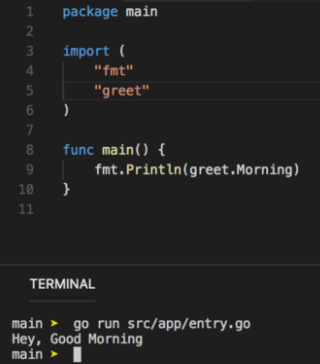 1 package main
2
3 import (
4 "fmt"
5 "greet"
6 )
7
8 func main() {
9 fmt.Println(greet.Morning)
10 }
11
TERMINAL
main ➤ go run src/app/entry.go
Hey, Good Morning
main ➤